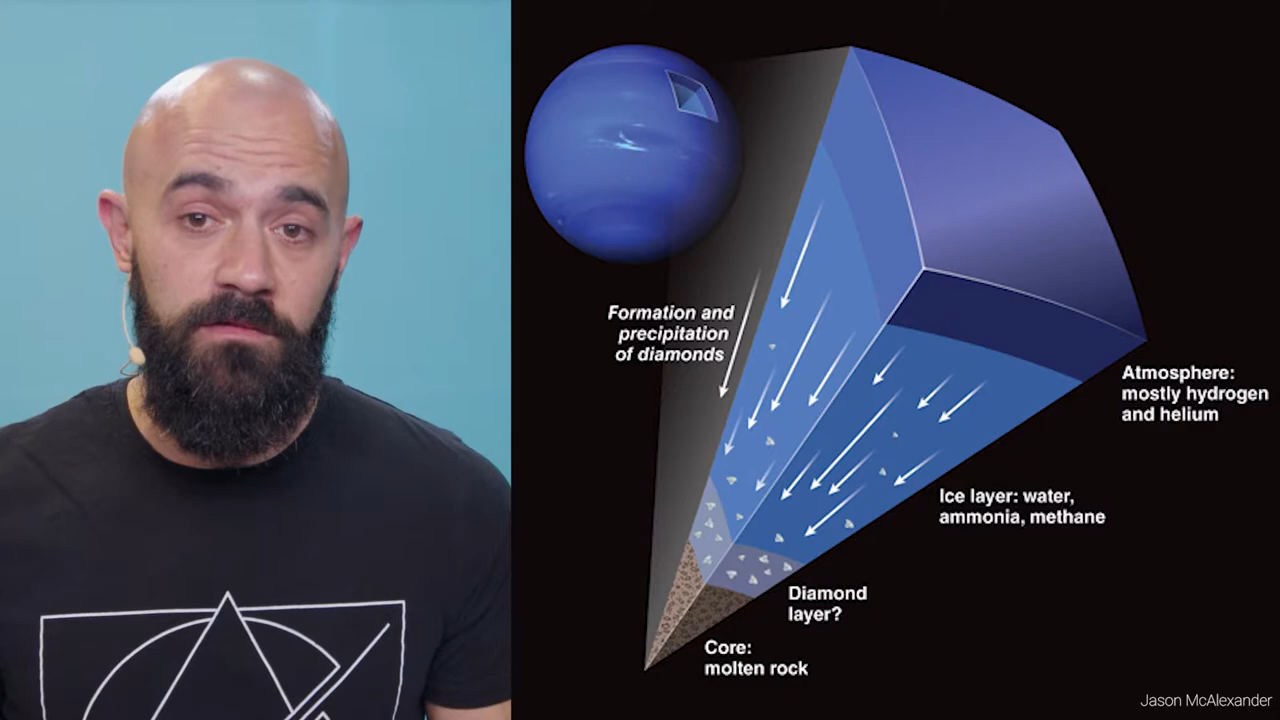 Formation and
precipitation
of diamonds
Atmosphere:
mostly hydrogen
and helium
Ice layer: water,
ammonia, methane
Diamond
layer?
Core:
molten rock
Jason McAlexander